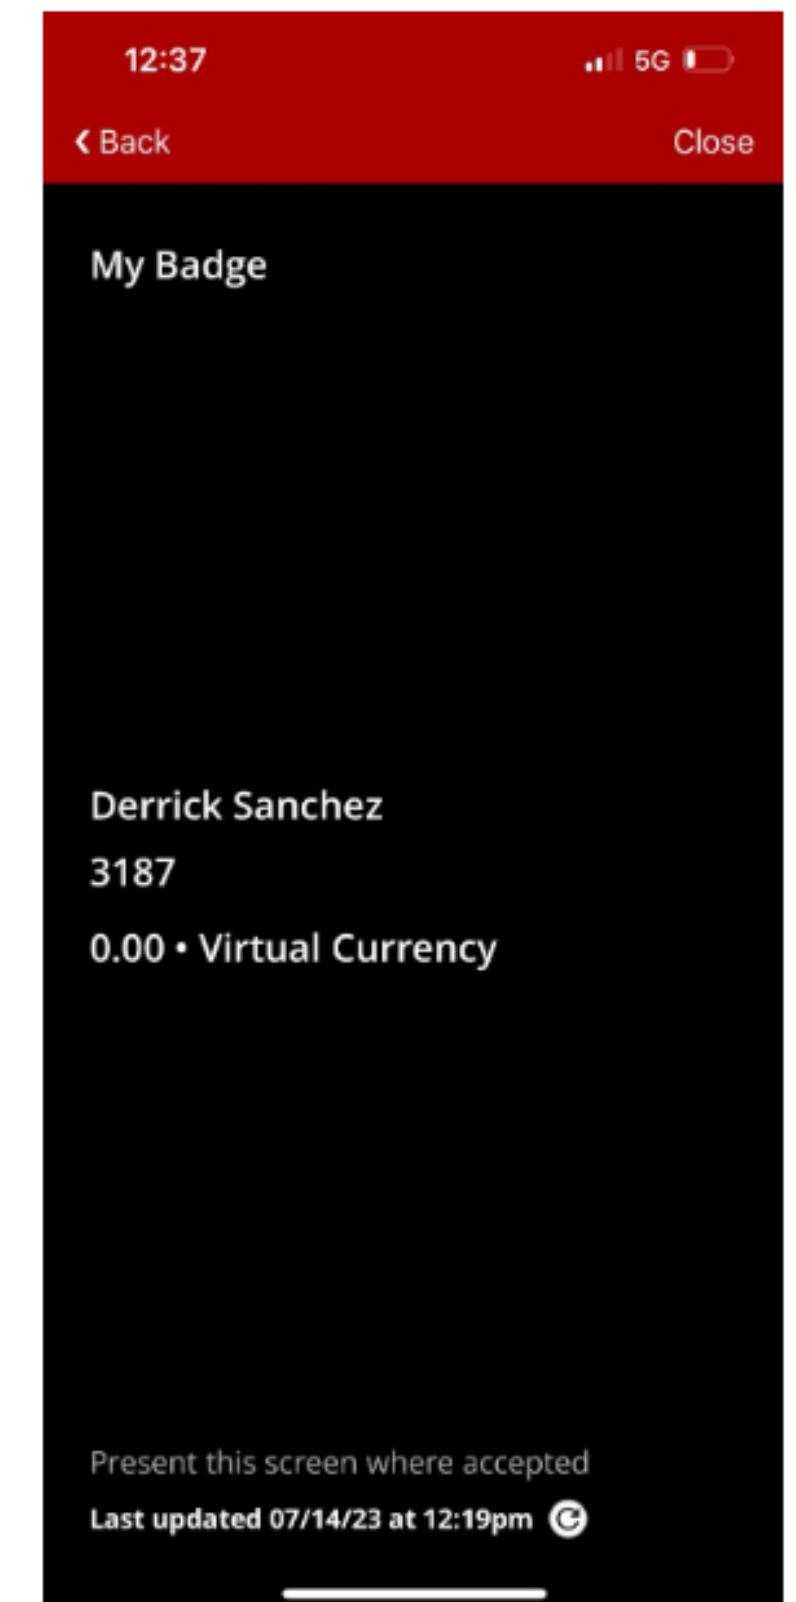 12:37 5G
Back Close
My Badge
Derrick Sanchez
3187
0.00 • Virtual Currency
Present this screen where accepted
Last updated 07/14/23 at 12:19pm